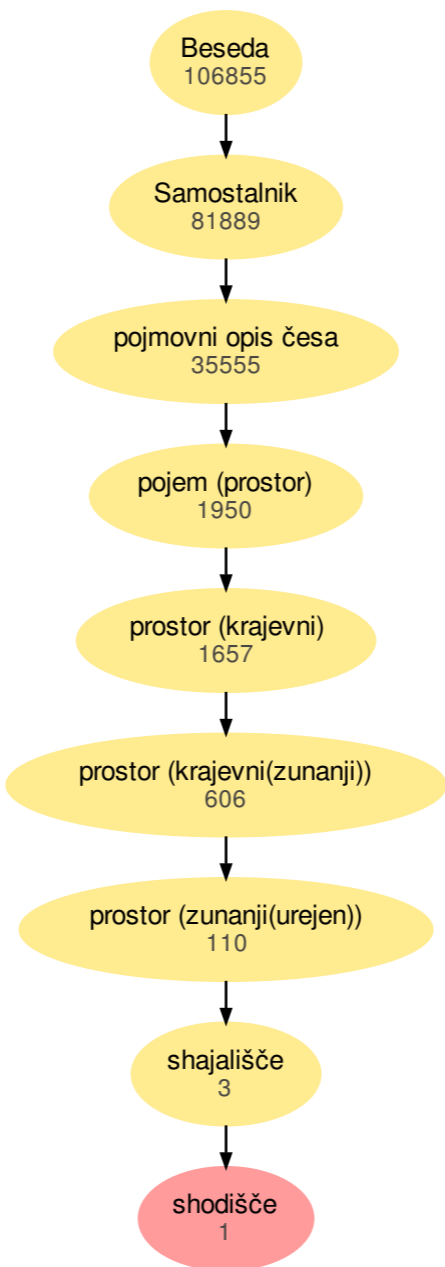 Beseda
106855
Samostalnik
81889
pojmovni opis česa
35555
pojem (prostor)
1950
prostor (krajevni)
1657
prostor (krajevni(zunanji))
606
prostor (zunanji(urejen))
110
shajališče
3
shodišče
1